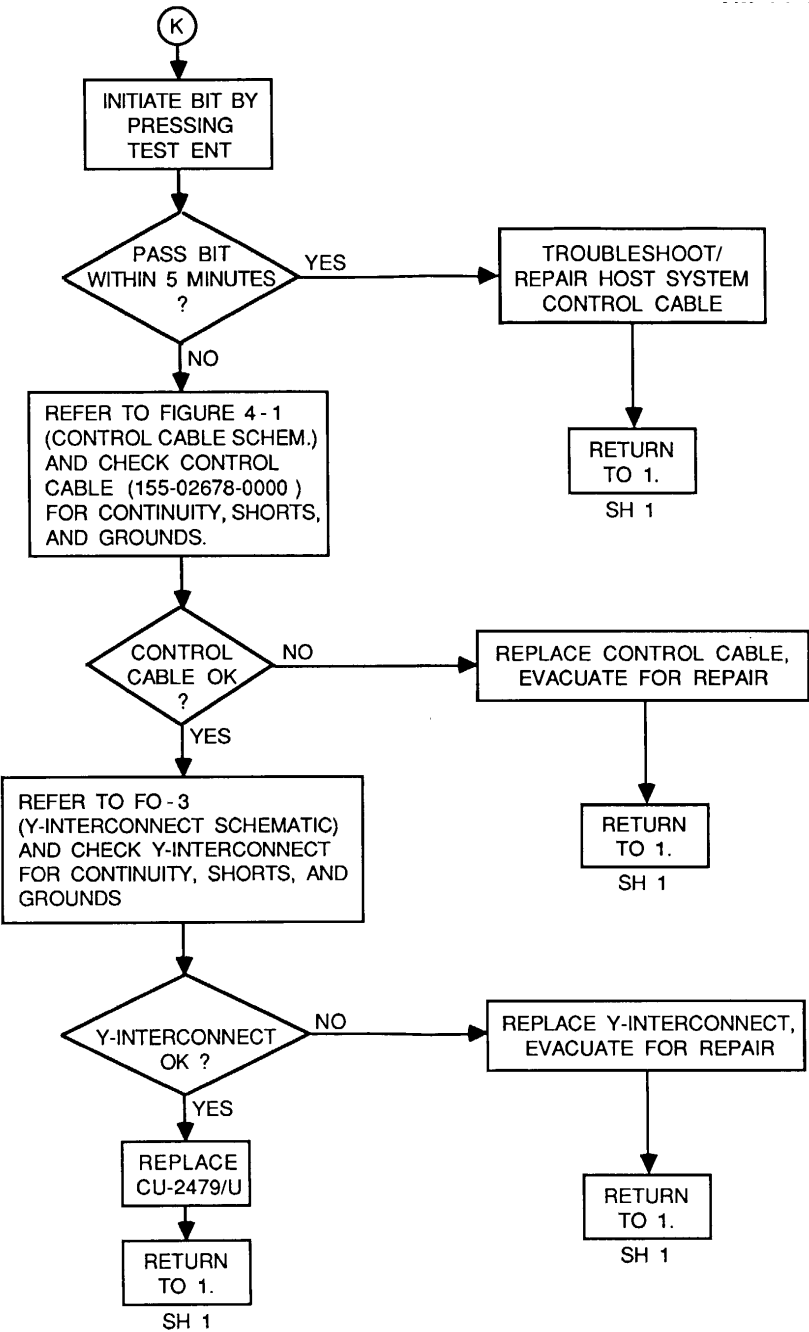 K
INITIATE BIT BY
PRESSING
TEST ENT
PASS BIT
WITHIN 5 MINUTES
?
YES
TROUBLESHOOT/
REPAIR HOST SYSTEM
CONTROL CABLE
RETURN
TO 1.
SH 1
NO
REFER TO FIGURE 4-1
(CONTROL CABLE SCHEM.)
AND CHECK CONTROL
CABLE (155-02678-0000)
FOR CONTINUITY, SHORTS,
AND GROUNDS.
CONTROL
CABLE OK
?
NO
REPLACE CONTROL CABLE,
EVACUATE FOR REPAIR
RETURN
TO 1.
SH 1
YES
REFER TO FO-3
(Y-INTERCONNECT SCHEMATIC)
AND CHECK Y-INTERCONNECT
FOR CONTINUITY, SHORTS, AND
GROUNDS
Y-INTERCONNECT
OK ?
NO
REPLACE Y-INTERCONNECT,
EVACUATE FOR REPAIR
RETURN
TO 1.
SH 1
YES
REPLACE
CU-2479/U
RETURN
TO 1.
SH 1